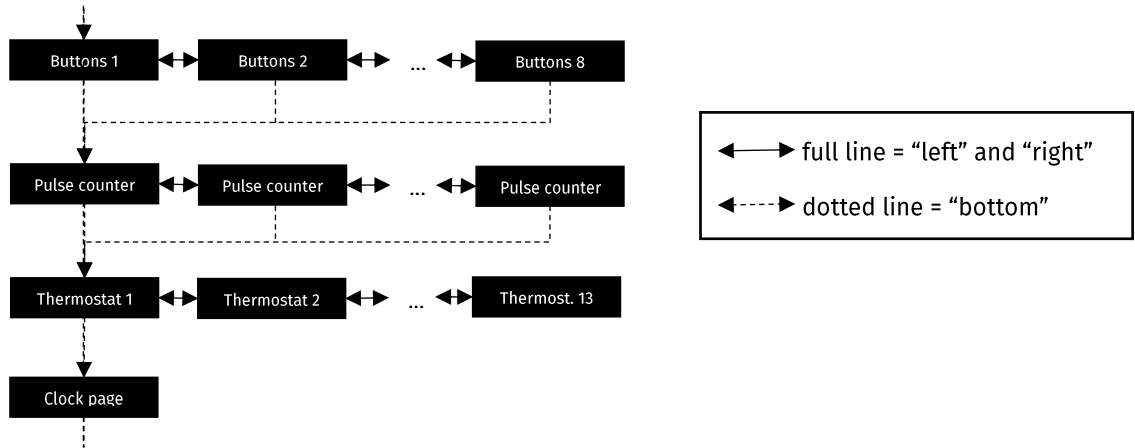 Buttons 1
Buttons 2
...
Buttons 8
full line = “left” and “right”
Pulse counter
Pulse counter
...
Pulse counter
dotted line = “bottom”
Thermostat 1
Thermostat 2
...
Thermost. 13
Clock page